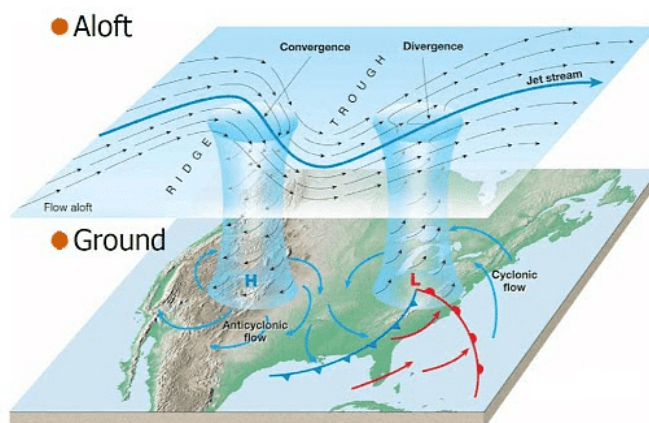 Aloft
Convergence
Divergence
Jet stream
TROUGH
RIDGE
Flow aloft
Ground
H
L
Cyclonic
flow
Anticyclonic
flow